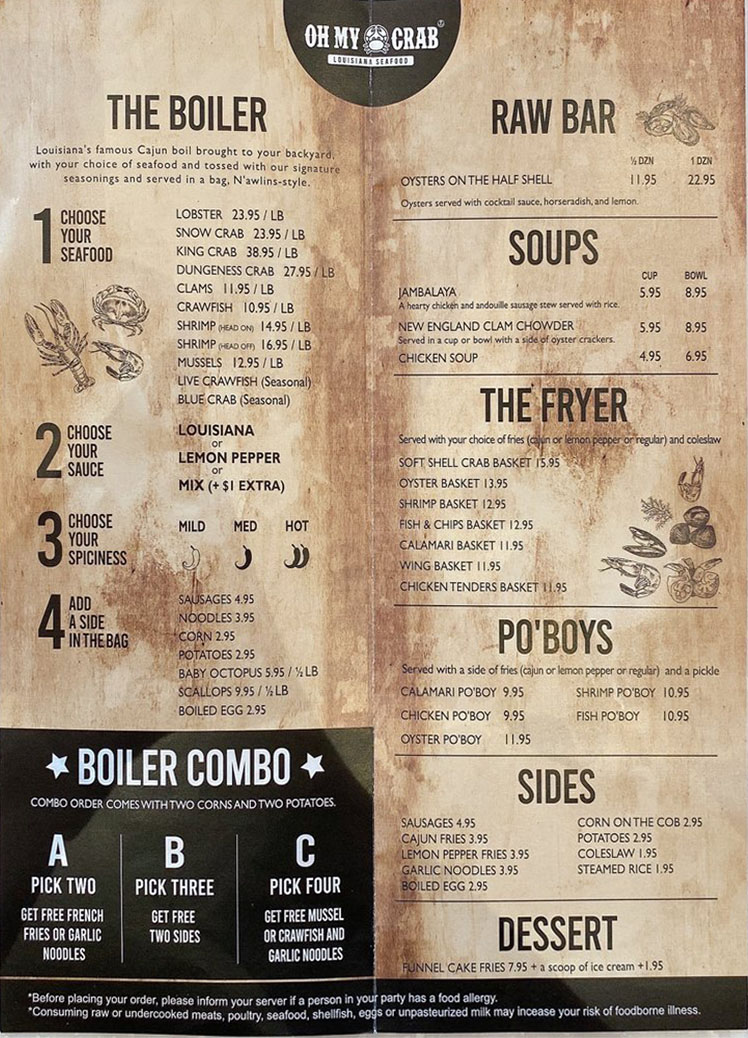 OH MY CRAB
LOUISIANA SEAFOOD
THE BOILER
Louisiana's famous Cajun boil brought to your backyard,
with your choice of seafood and tossed with our signature
seasonings and served in a bag, N'awlins-style.
1 CHOOSE
YOUR
SEAFOOD
LOBSTER 23.95 / LB
SNOW CRAB 23.95 / LB
KING CRAB 38.95 / LB
DUNGENESS CRAB 27.95 / LB
CLAMS 11.95 / LB
CRAWFISH 10.95 / LB
SHRIMP (HEAD ON) 14.95 / LB
SHRIMP (HEAD OFF) 16.95 / LB
MUSSELS 12.95 / LB
LIVE CRAWFISH (Seasonal)
BLUE CRAB (Seasonal)
2 CHOOSE
YOUR
SAUCE
LOUISIANA
or
LEMON PEPPER
or
MIX (+ $1 EXTRA)
3 CHOOSE
YOUR
SPICINESS
MILD MED HOT
4 ADD
A SIDE
IN THE BAG
SAUSAGES 4.95
NOODLES 3.95
CORN 2.95
POTATOES 2.95
BABY OCTOPUS 5.95 / ½ LB
SCALLOPS 9.95 / ½ LB
BOILED EGG 2.95
BOILER COMBO
COMBO ORDER COMES WITH TWO CORNS AND TWO POTATOES.
A
PICK TWO
GET FREE FRENCH
FRIES OR GARLIC
NOODLES
B
PICK THREE
GET FREE
TWO SIDES
C
PICK FOUR
GET FREE MUSSEL
OR CRAWFISH AND
GARLIC NOODLES
RAW BAR
½ DZN 1 DZN
OYSTERS ON THE HALF SHELL 11.95 22.95
Oysters served with cocktail sauce, horseradish, and lemon.
SOUPS
CUP BOWL
JAMBALAYA 5.95 8.95
A hearty chicken and andouille sausage stew served with rice.
NEW ENGLAND CLAM CHOWDER 5.95 8.95
Served in a cup or bowl with a side of oyster crackers.
CHICKEN SOUP 4.95 6.95
THE FRYER
Served with your choice of fries (cajun or lemon pepper or regular) and coleslaw
SOFT SHELL CRAB BASKET 15.95
OYSTER BASKET 13.95
SHRIMP BASKET 12.95
FISH & CHIPS BASKET 12.95
CALAMARI BASKET 11.95
WING BASKET 11.95
CHICKEN TENDERS BASKET 11.95
PO'BOYS
Served with a side of fries (cajun or lemon pepper or regular) and a pickle
CALAMARI PO'BOY 9.95 SHRIMP PO'BOY 10.95
CHICKEN PO'BOY 9.95 FISH PO'BOY 10.95
OYSTER PO'BOY 11.95
SIDES
SAUSAGES 4.95 CORN ON THE COB 2.95
CAJUN FRIES 3.95 POTATOES 2.95
LEMON PEPPER FRIES 3.95 COLESLAW 1.95
GARLIC NOODLES 3.95 STEAMED RICE 1.95
BOILED EGG 2.95
DESSERT
FUNNEL CAKE FRIES 7.95 + a scoop of ice cream +1.95
*Before placing your order, please inform your server if a person in your party has a food allergy.
*Consuming raw or undercooked meats, poultry, seafood, shellfish, eggs or unpasteurized milk may incease your risk of foodborne illness.